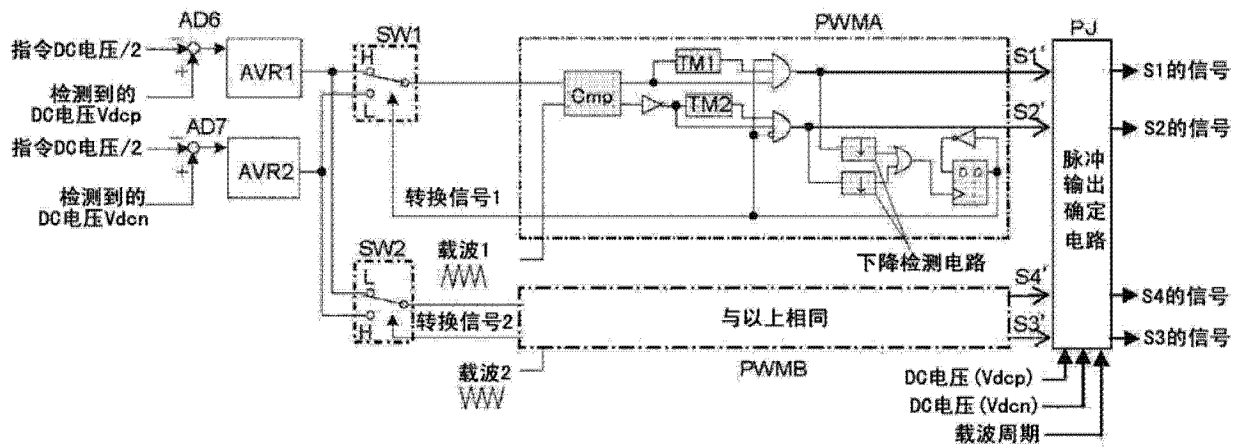 AD6
指令DC电压/2
AVR1
检测到的
DC电压Vdcp
AD7
指令DC电压/2
AVR2
检测到的
DC电压Vdcn
SW1
H
L
转换信号1
SW2
L
H
转换信号2
载波1
载波2
PWMA
Cmp
TM1
TM2
D Q
下降检测电路
与以上相同
PWMB
S1'
S2'
S4'
S3'
PJ
脉冲
输出
确定
电路
S1的信号
S2的信号
S4的信号
S3的信号
DC电压(Vdcp)
DC电压(Vdcn)
载波周期